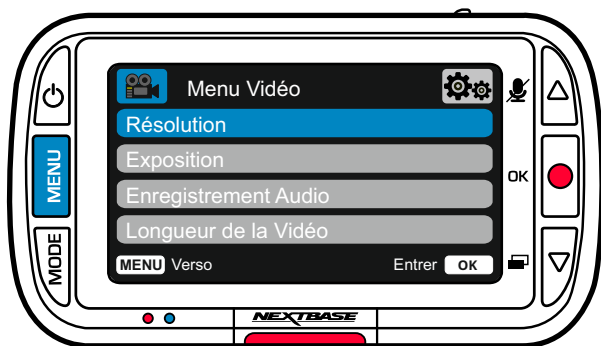 Menu Vidéo
Résolution
Exposition
Enregistrement Audio
Longueur de la Vidéo
MENU Verso
Entrer OK
MENU
MODE
OK
NEXTBASE